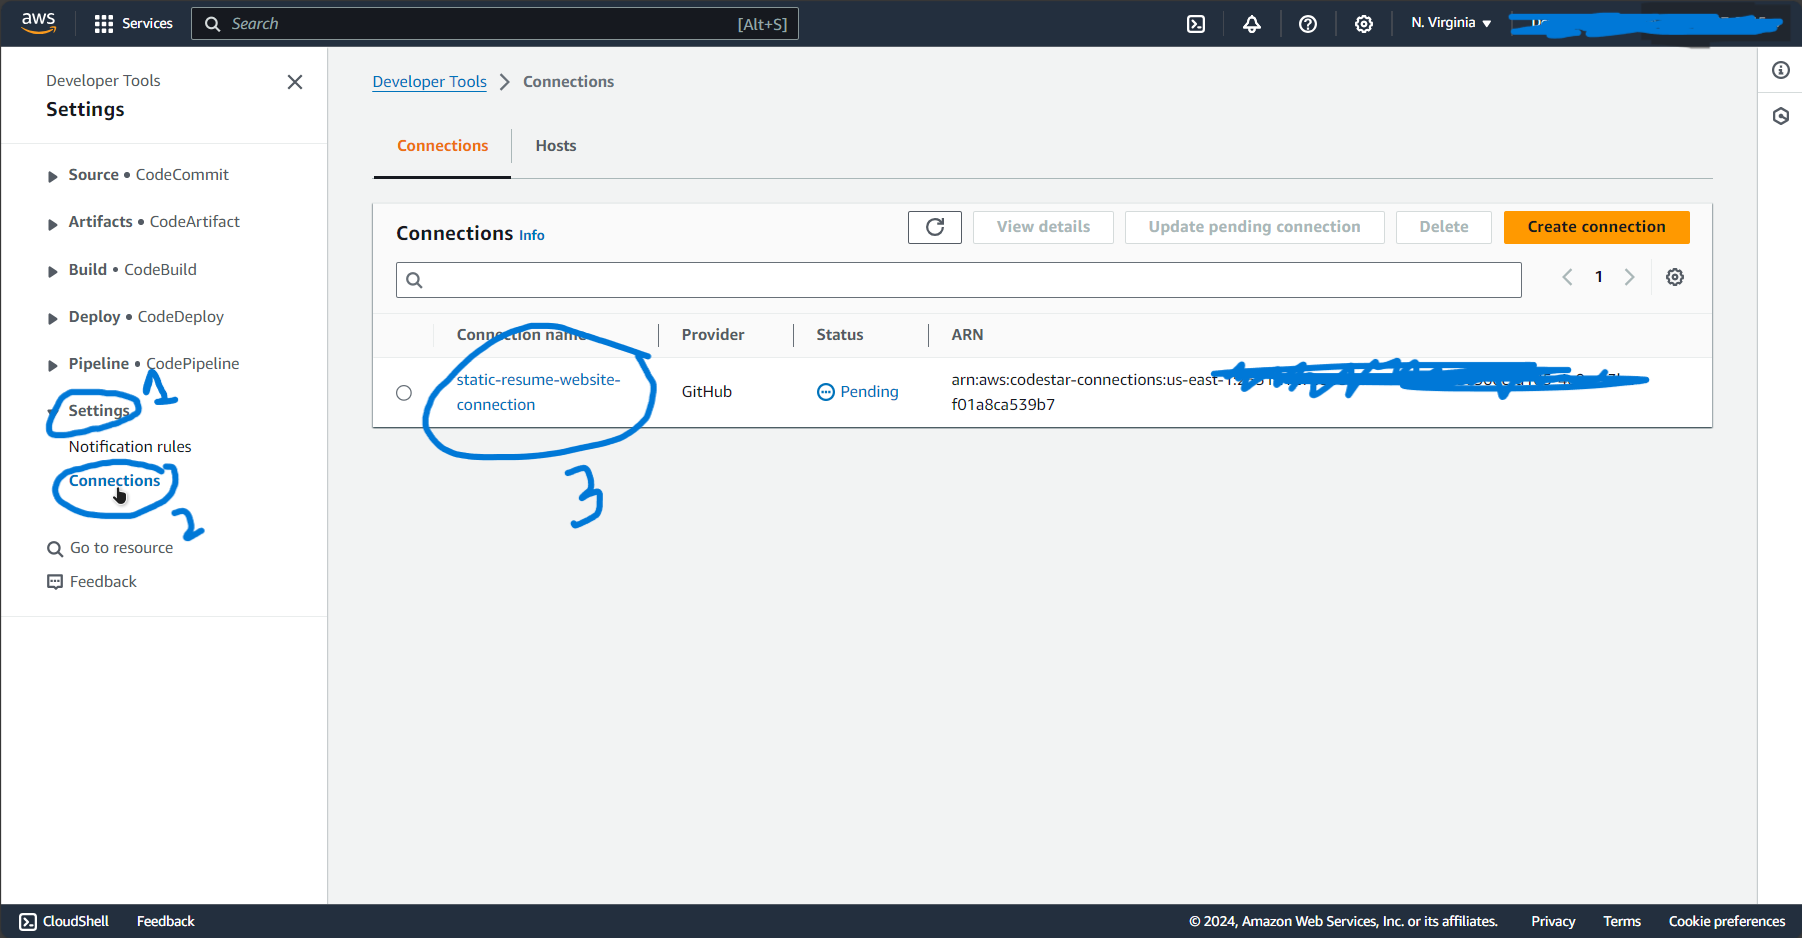 aws
Services
Search
[Alt+S]
N. Virginia
Developer Tools
Settings
Source • CodeCommit
Artifacts • CodeArtifact
Build • CodeBuild
Deploy • CodeDeploy
Pipeline • CodePipeline
1
Settings
Notification rules
Connections
2
Go to resource
Feedback
Developer Tools
Connections
Connections
Hosts
Connections Info
View details
Update pending connection
Delete
Create connection
1
Connection name
Provider
Status
ARN
static-resume-website-
connection
GitHub
Pending
arn:aws:codestar-connections:us-east-1:
f01a8ca539b7
3
CloudShell
Feedback
© 2024, Amazon Web Services, Inc. or its affiliates.
Privacy
Terms
Cookie preferences